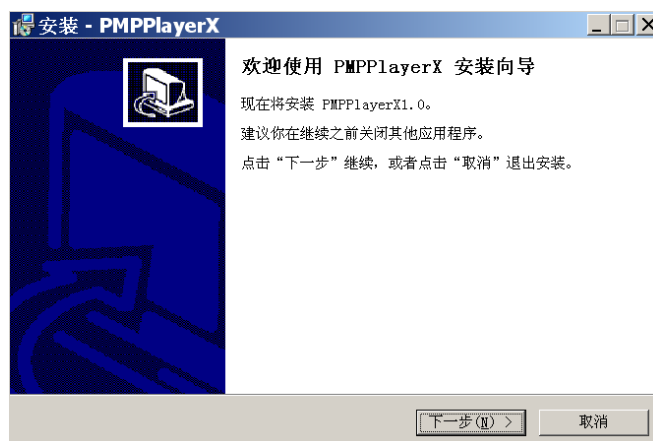 安装 - PMPPlayerX
欢迎使用 PMPPlayerX 安装向导
现在将安装 PMPPlayerX1.0。
建议你在继续之前关闭其他应用程序。
点击“下一步”继续，或者点击“取消”退出安装。
下一步(N) >
取消